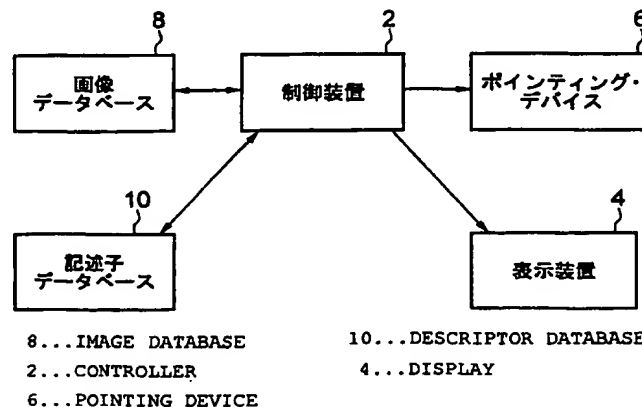 8
2
6
画像
データベース
制御装置
ポインティング・
デバイス
10
4
記述子
データベース
表示装置
8...IMAGE DATABASE
10...DESCRIPTOR DATABASE
2...CONTROLLER
4...DISPLAY
6...POINTING DEVICE